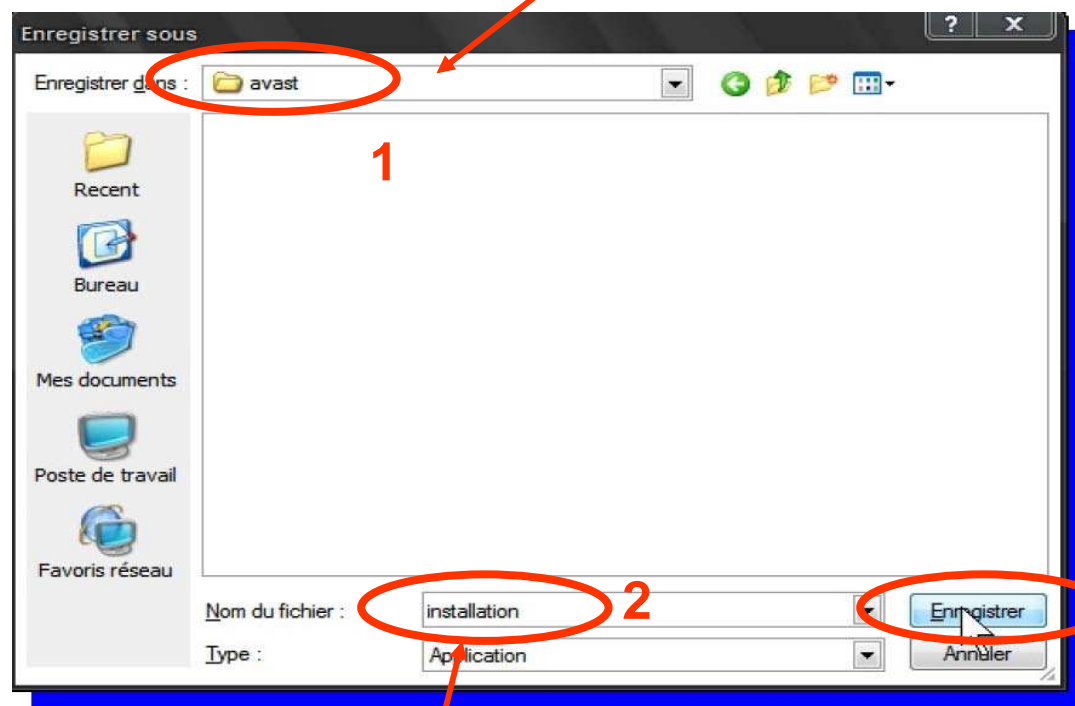 Enregistrer sous
? X
Enregistrer dans : avast
1
Recent
Bureau
Mes documents
Poste de travail
Favoris réseau
Nom du fichier : installation 2 Enregistrer
Type : Application Annuler